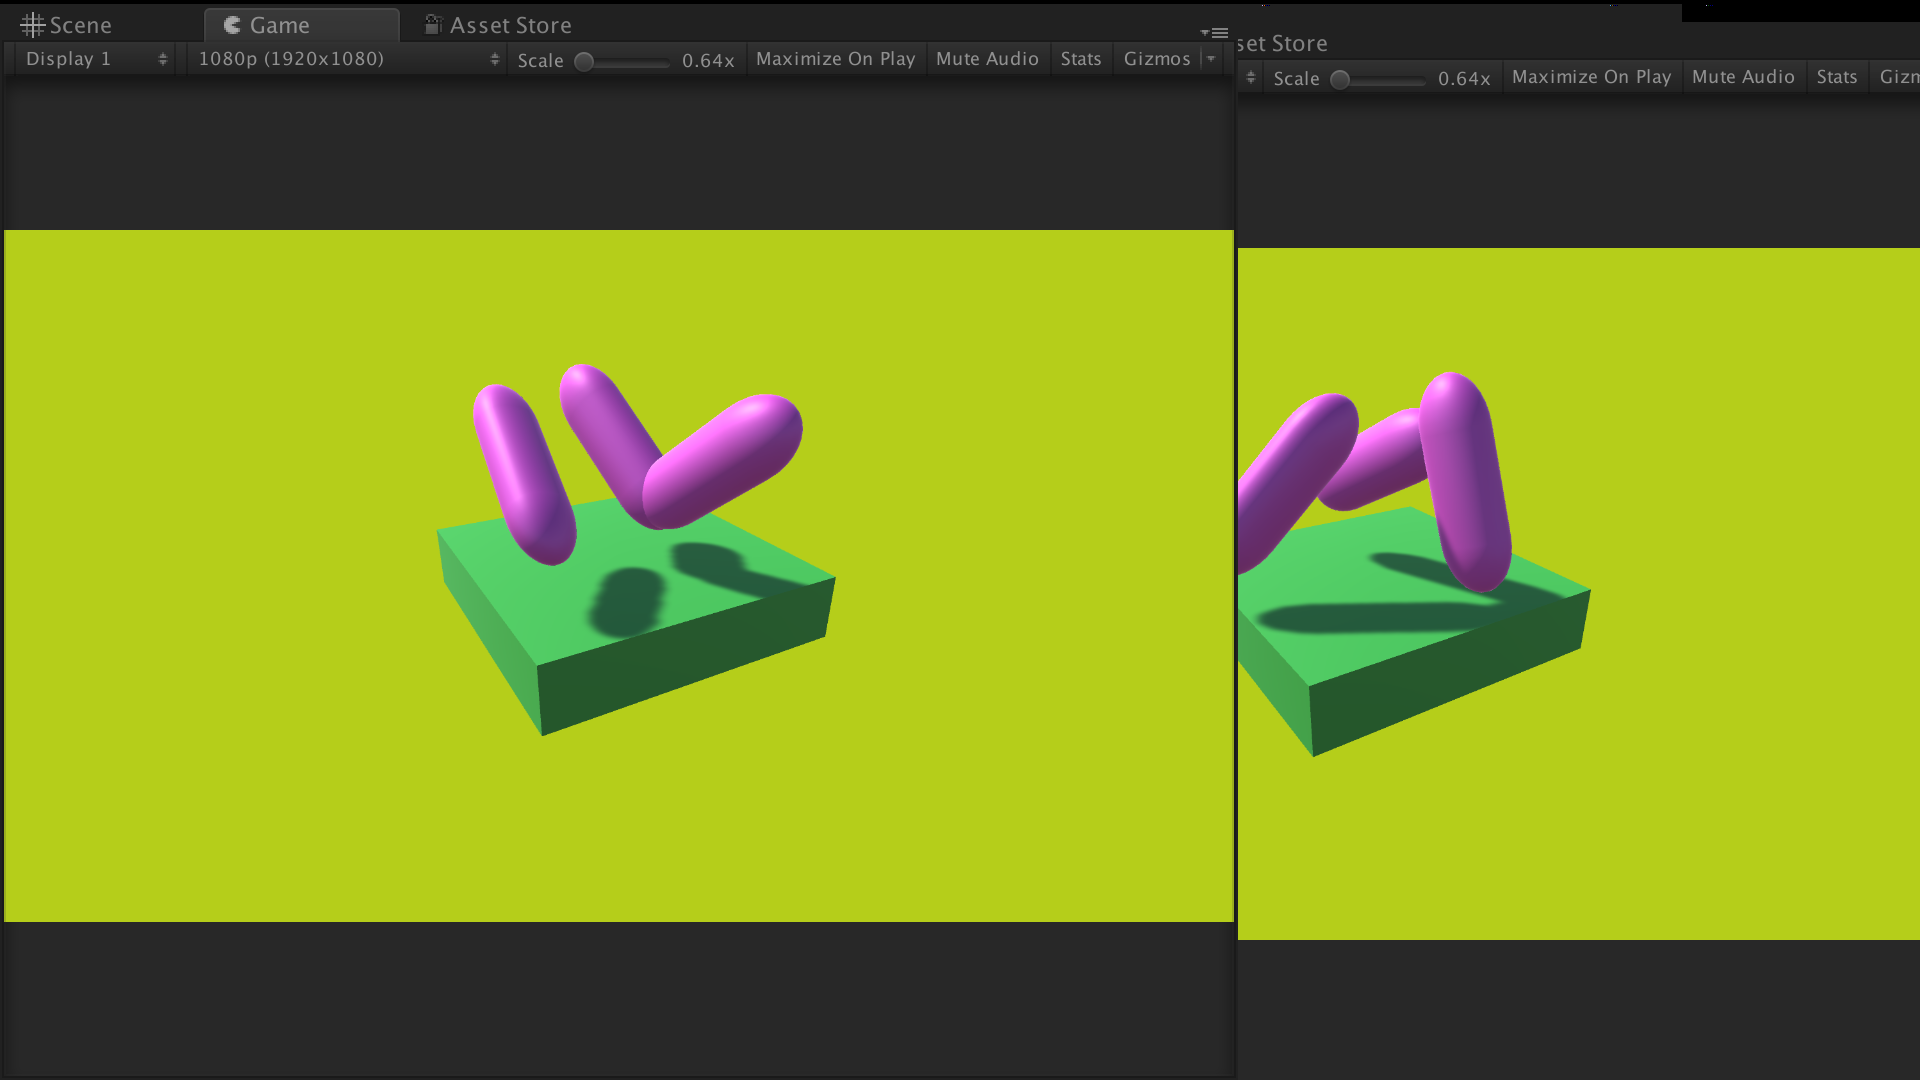 Scene Game Asset Store
Display 1 1080p (1920x1080) Scale 0.64x Maximize On Play Mute Audio Stats Gizmos
set Store
Scale 0.64x Maximize On Play Mute Audio Stats Giz